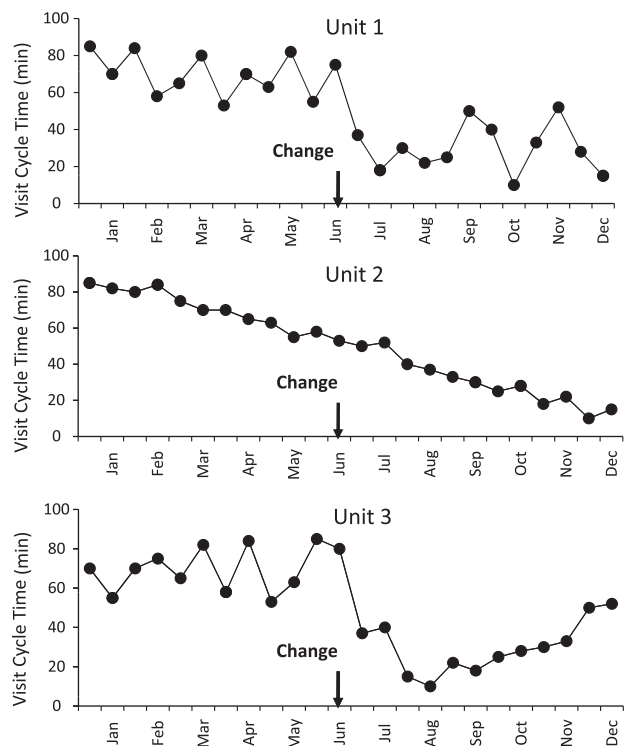 Unit 1
Visit Cycle Time (min)
100
80
60
40
20
0
Change
Jan Feb Mar Apr May Jun Jul Aug Sep Oct Nov Dec
Unit 2
Visit Cycle Time (min)
100
80
60
40
20
0
Change
Jan Feb Mar Apr May Jun Jul Aug Sep Oct Nov Dec
Unit 3
Visit Cycle Time (min)
100
80
60
40
20
0
Change
Jan Feb Mar Apr May Jun Jul Aug Sep Oct Nov Dec